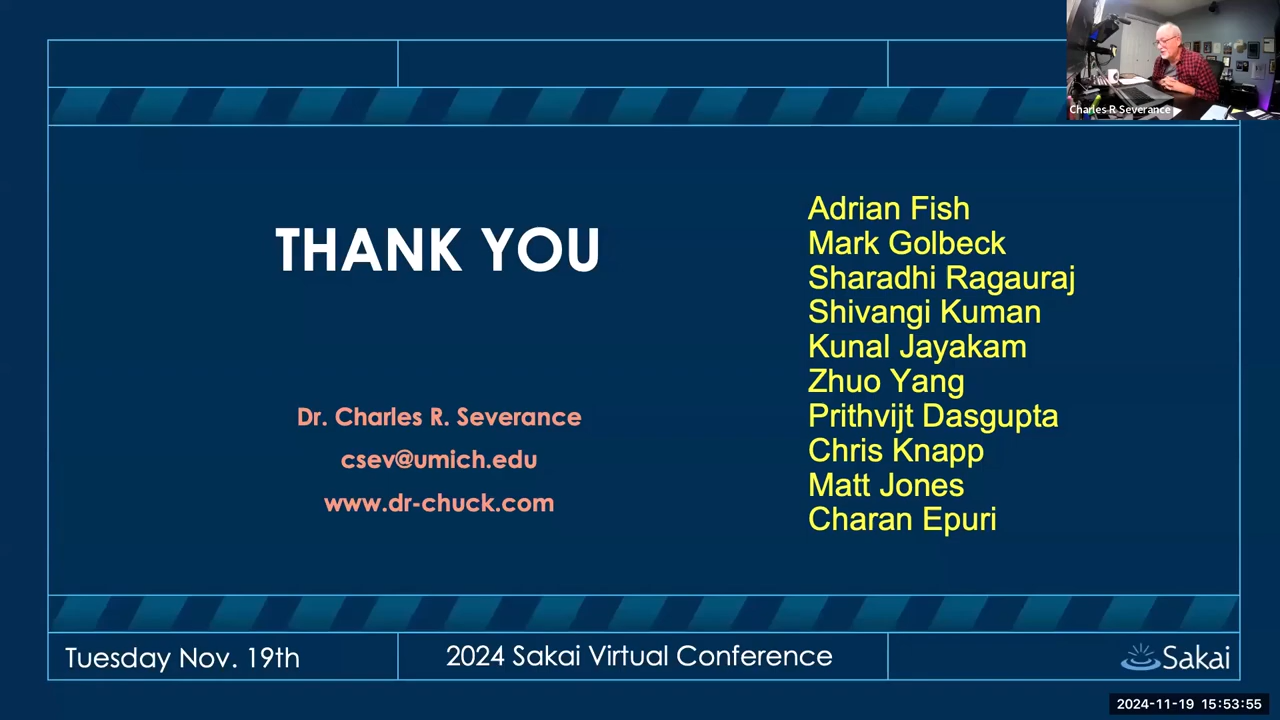 Charles R Severance
THANK YOU
Dr. Charles R. Severance
csev@umich.edu
www.dr-chuck.com
Adrian Fish
Mark Golbeck
Sharadhi Ragauraj
Shivangi Kuman
Kunal Jayakam
Zhuo Yang
Prithvijt Dasgupta
Chris Knapp
Matt Jones
Charan Epuri
Tuesday Nov. 19th
2024 Sakai Virtual Conference
Sakai
2024-11-19 15:53:55